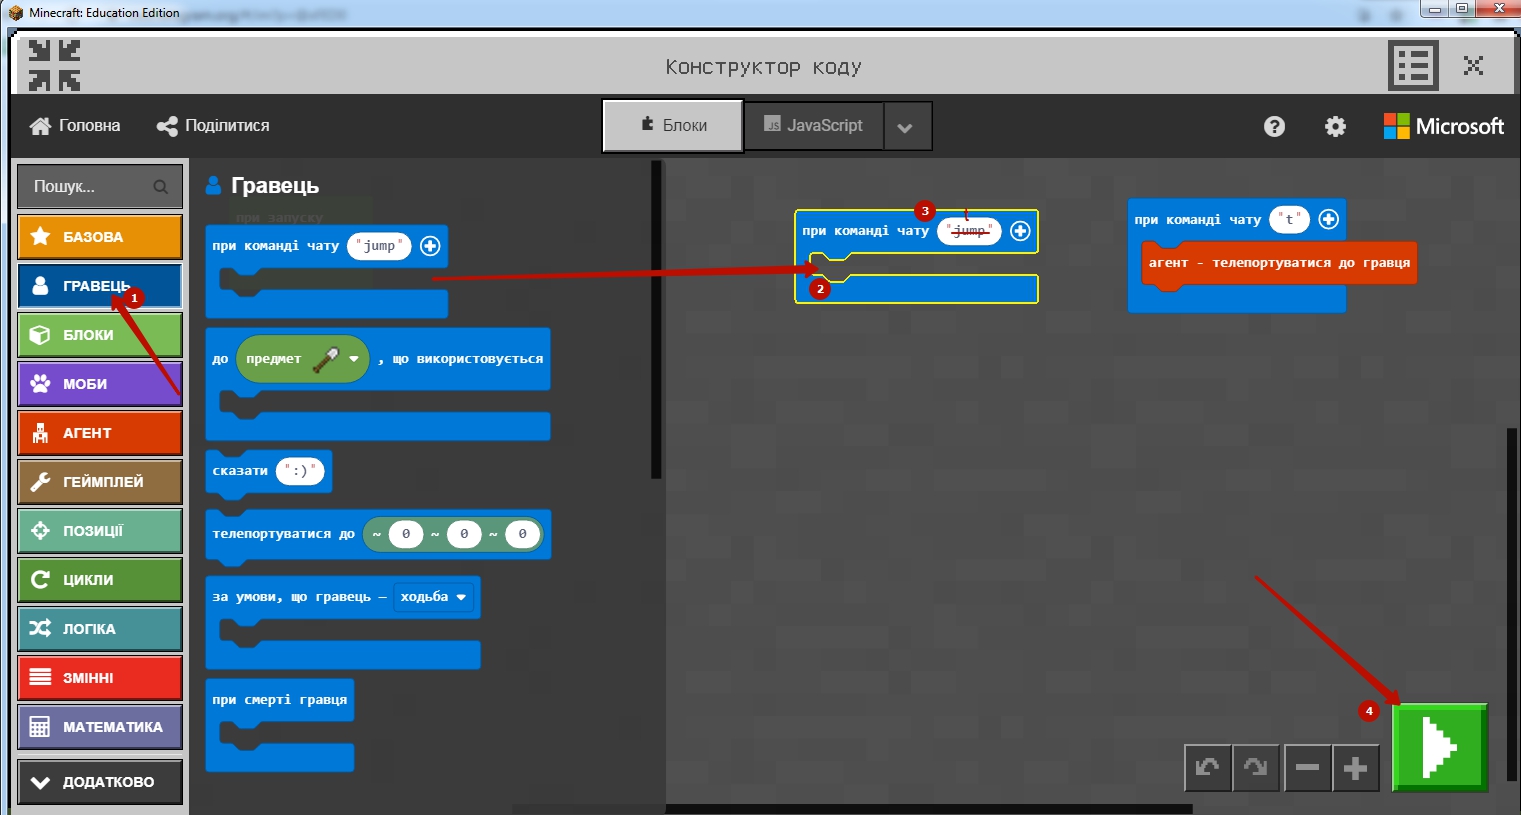 Minecraft: Education Edition
Конструктор коду
Головна
Поділитися
Блоки
JS JavaScript
Microsoft
Пошук...
БАЗОВА
ГРАВЕЦЬ
1
БЛОКИ
МОБИ
АГЕНТ
ГЕЙМПЛЕЙ
ПОЗИЦІЇ
ЦИКЛИ
ЛОГІКА
ЗМІННІ
МАТЕМАТИКА
ДОДАТКОВО
Гравець
при запуску
при команді чату "jump"
до предмет , що використовується
сказати ":)"
телепортуватися до ~ 0 ~ 0 ~ 0
за умови, що гравець — ходьба
при смерті гравця
3 t
при команді чату "jump"
2
при команді чату "t"
агент - телепортуватися до гравця
4